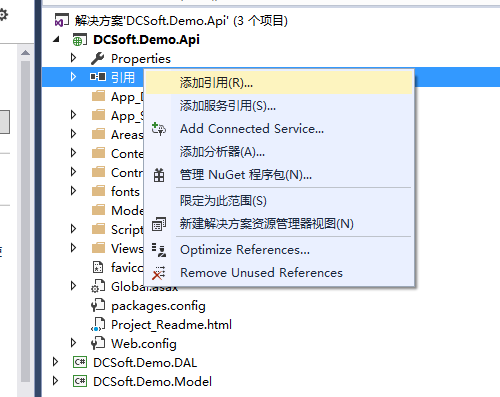 解决方案'DCSoft.Demo.Api' (3 个项目)
DCSoft.Demo.Api
Properties
引用
添加引用(R)...
App_
添加服务引用(S)...
App_S
Add Connected Service...
Areas
添加分析器(A)...
Conte
管理 NuGet 程序包(N)...
Contr
fonts
限定为此范围(S)
Mode
新建解决方案资源管理器视图(N)
Script
Optimize References...
Views
Remove Unused References
favico
Global.asax
packages.config
Project_Readme.html
Web.config
DCSoft.Demo.DAL
DCSoft.Demo.Model